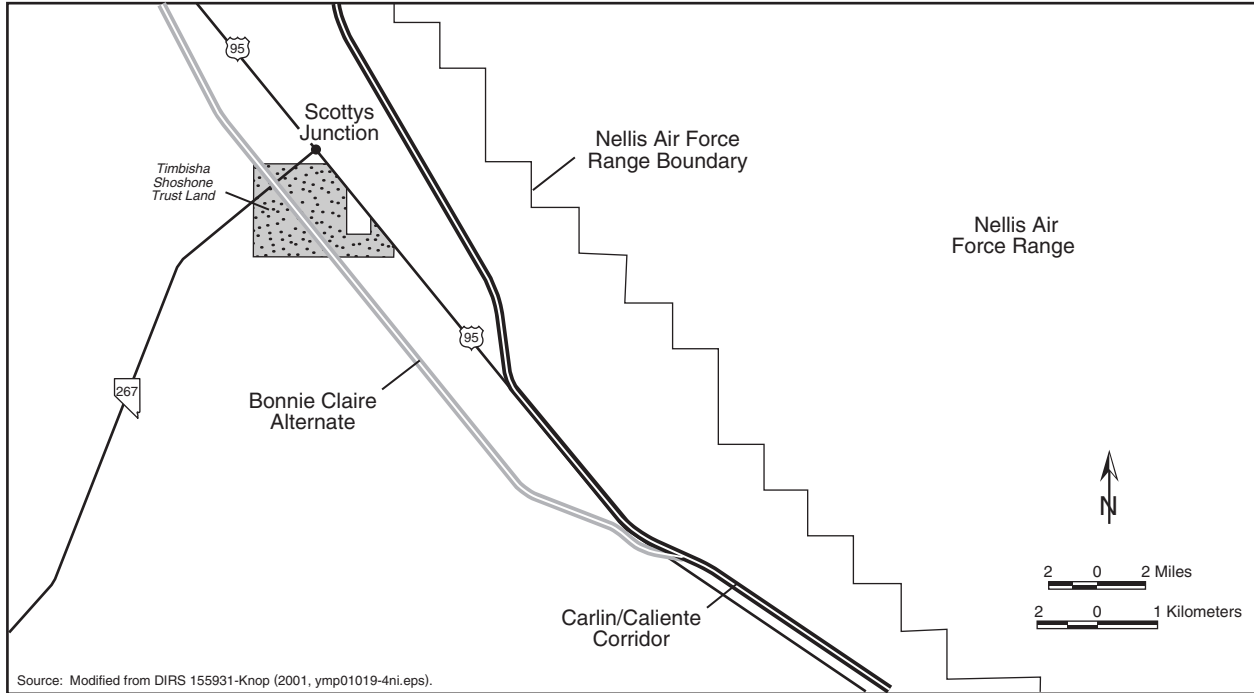 95
Scottys
Junction
Nellis Air Force
Range Boundary
Timbisha
Shoshone
Trust Land
Nellis Air
Force Range
95
267
Bonnie Claire
Alternate
N
2 0 2 Miles
2 0 1 Kilometers
Carlin/Caliente
Corridor
Source: Modified from DIRS 155931-Knop (2001, ymp01019-4ni.eps).